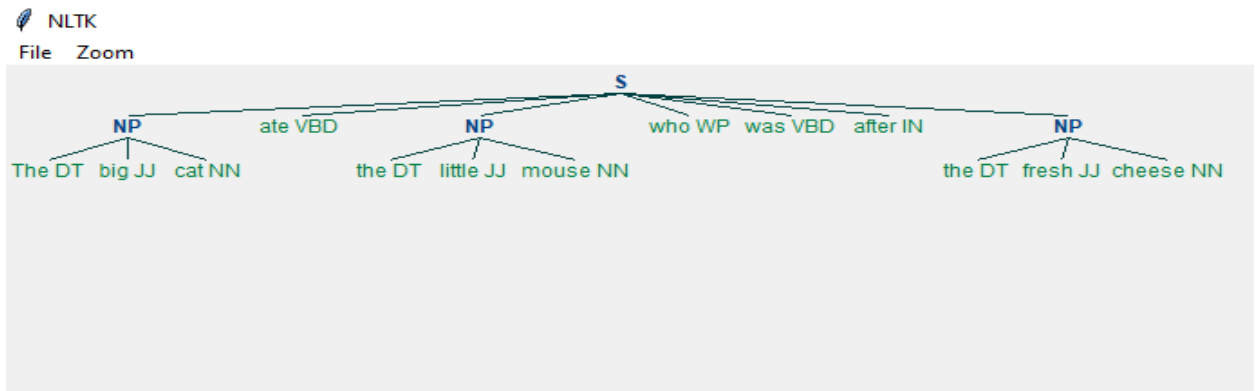 NLTK
File Zoom
S
NP ate VBD NP who WP was VBD after IN NP
The DT big JJ cat NN the DT little JJ mouse NN the DT fresh JJ cheese NN